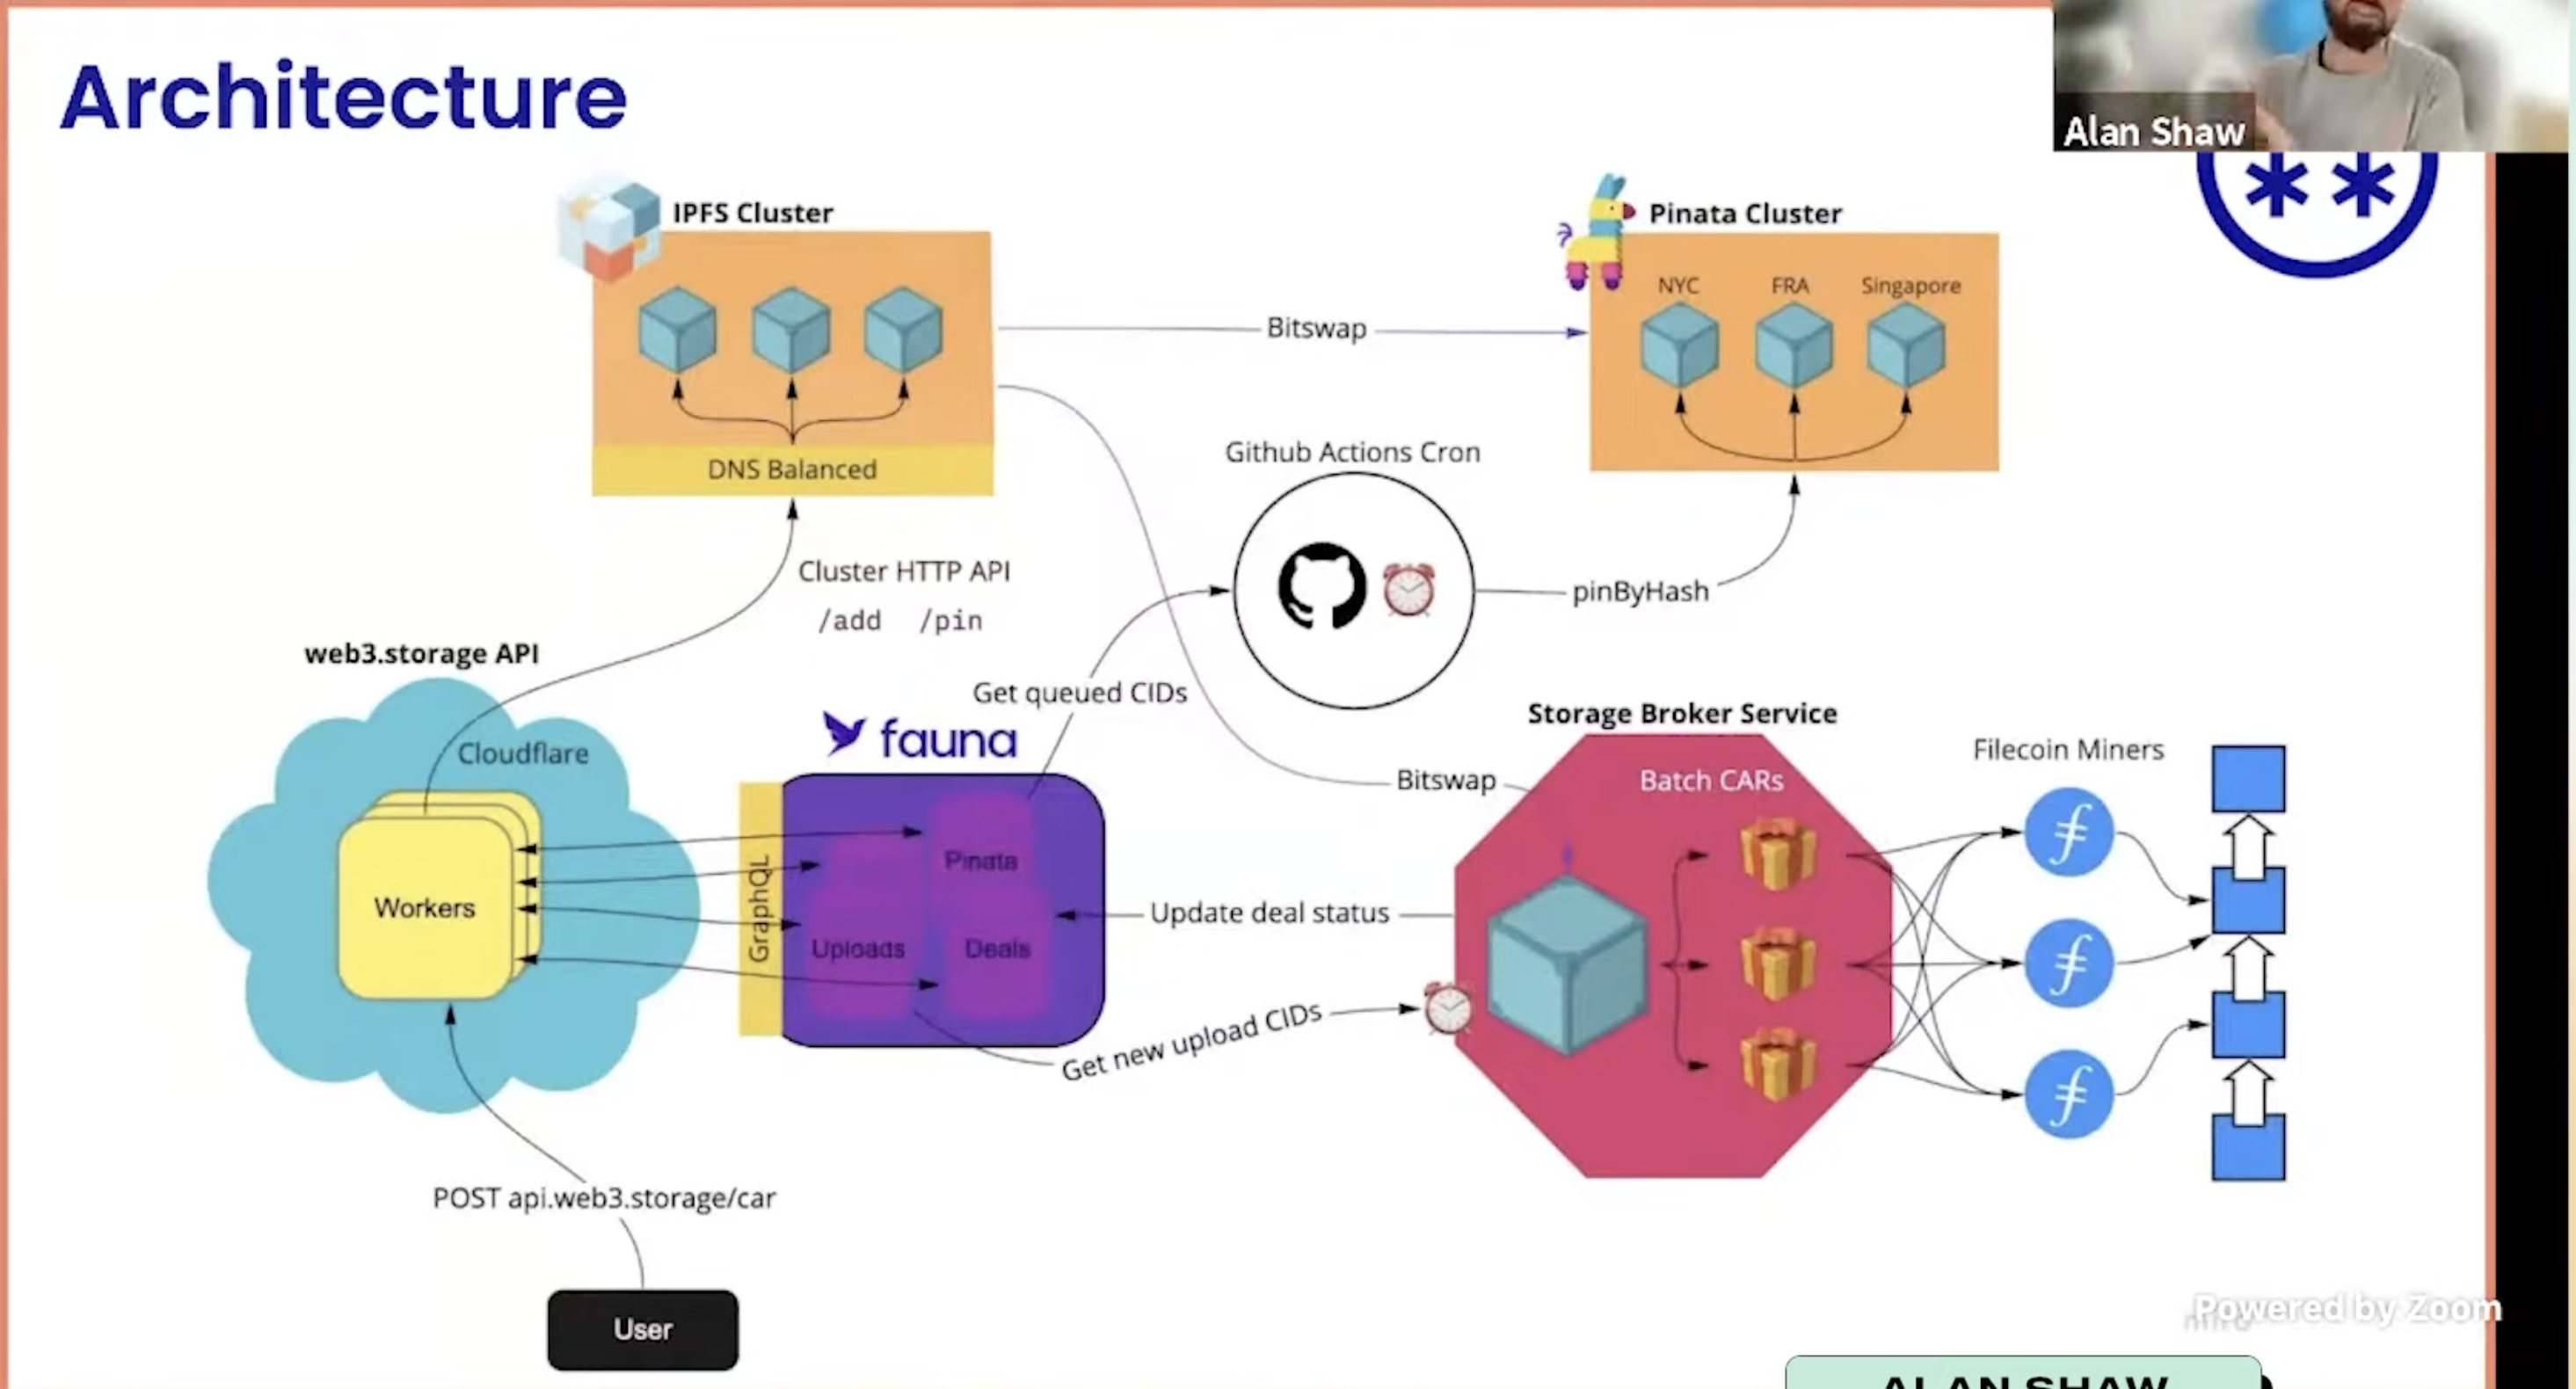 Architecture
Alan Shaw
IPFS Cluster
Pinata Cluster
NYC
FRA
Singapore
Bitswap
DNS Balanced
Github Actions Cron
Cluster HTTP API
/add /pin
pinByHash
web3.storage API
Get queued CIDs
Cloudflare
fauna
Storage Broker Service
Filecoin Miners
Bitswap
Batch CARs
Workers
GraphQL
Pinata
Uploads
Deals
Update deal status
Get new upload CIDs
POST api.web3.storage/car
User
Powered by Zoom
ALAN SHAW